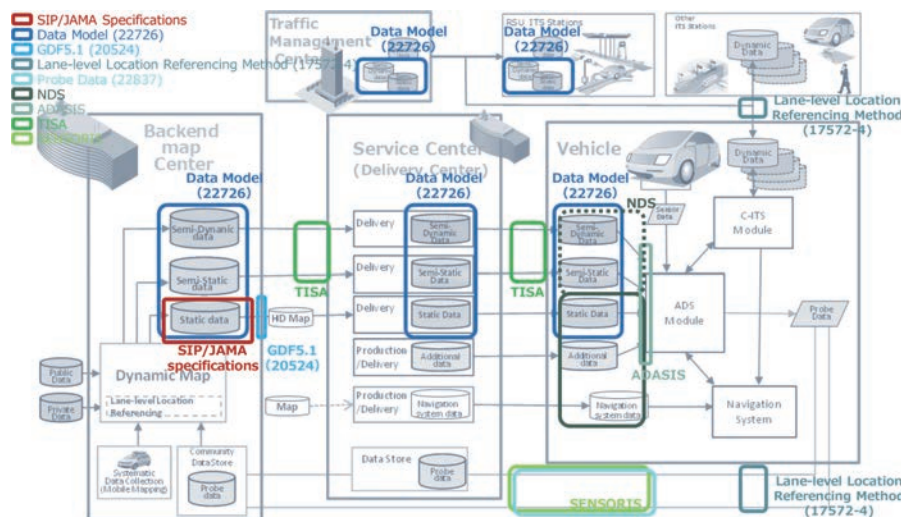 SIP/JAMA Specifications
Data Model (22726)
GDF5.1 (20524)
Lane-level Location Referencing Method (17572-4)
Probe Data (22837)
NDS
ADASIS
TISA
SENSORIS
Traffic
Management
Center
Data Model
(22726)
RSU ITS Stations
Data Model
(22726)
Other
ITS Stations
Dynamic
Data
Lane-level Location
Referencing Method
(17572-4)
Backend
map Center
Data Model
(22726)
Semi-Dynamic
data
Semi-Static
data
Static data
SIP/JAMA
specifications
GDF5.1
(20524)
HD Map
TISA
Public
Data
Private
Data
Dynamic Map
Lane-level Location
Referencing
Map
Systematic
Data Collection
(Mobile Mapping)
Community
Data Store
Probe
data
Service Center
(Delivery Center)
Data Model
(22726)
Delivery
Semi-Dynamic
Data
Delivery
Semi-Static
Data
Delivery
Static Data
Production
/Delivery
Additional data
Production
/Delivery
Navigation
system data
Data Store
Probe
data
TISA
Vehicle
Data Model
(22726)
NDS
Sensor
Data
Dynamic
Data
Semi-Dynamic
Data
Semi-Static
Data
Static Data
Additional data
Navigation
system data
ADASIS
C-ITS
Module
ADS
Module
Navigation
System
Probe
Data
SENSORIS
Lane-level Location
Referencing Method
(17572-4)